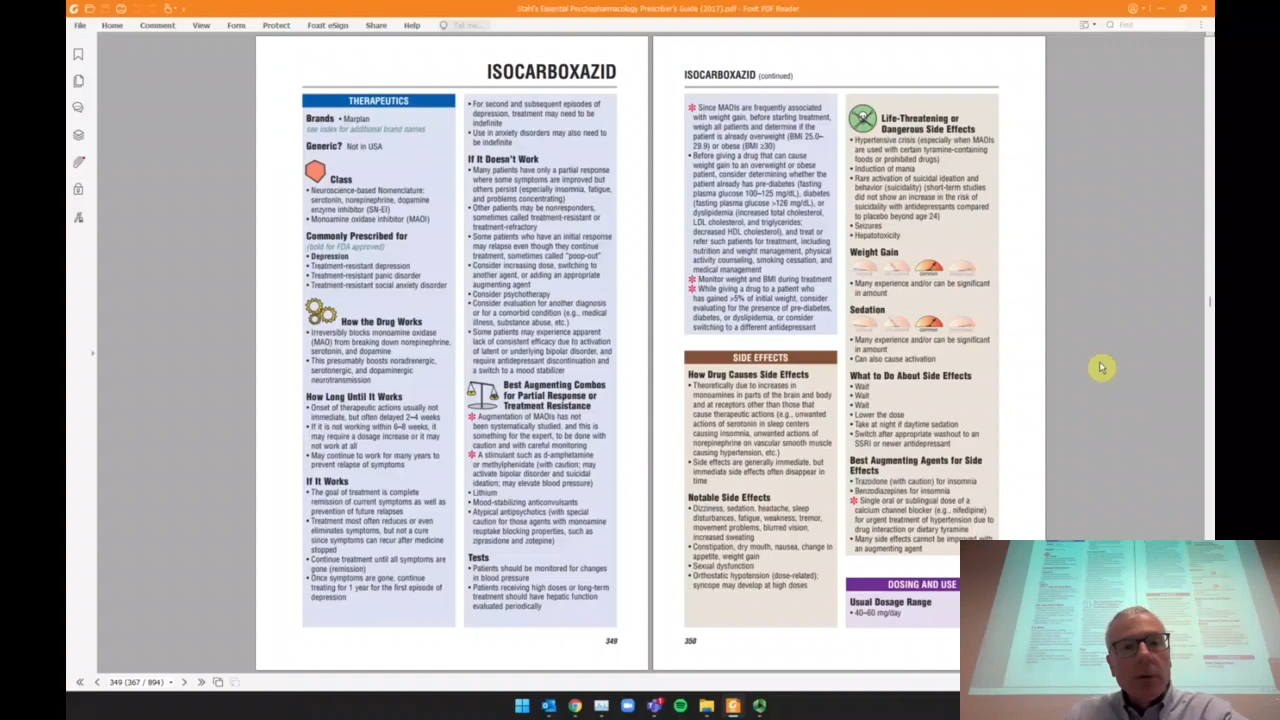 Stahl's Essential Psychopharmacology Prescriber's Guide (2017).pdf - Foxit PDF Reader
File Home Comment View Form Protect Foxit eSign Share Help Tell me... Find
ISOCARBOXAZID
THERAPEUTICS
Brands • Marplan
see index for additional brand names
Generic? Not in USA
Class
• Neuroscience-based Nomenclature:
serotonin, norepinephrine, dopamine
enzyme inhibitor (SN-EI)
• Monoamine oxidase inhibitor (MAOI)
Commonly Prescribed for
(bold for FDA approved)
• Depression
• Treatment-resistant depression
• Treatment-resistant panic disorder
• Treatment-resistant social anxiety disorder
How the Drug Works
• Irreversibly blocks monoamine oxidase
(MAO) from breaking down norepinephrine,
serotonin, and dopamine
• This presumably boosts noradrenergic,
serotonergic, and dopaminergic
neurotransmission
How Long Until It Works
• Onset of therapeutic actions usually not
immediate, but often delayed 2–4 weeks
• If it is not working within 6–8 weeks, it
may require a dosage increase or it may
not work at all
• May continue to work for many years to
prevent relapse of symptoms
If It Works
• The goal of treatment is complete
remission of current symptoms as well as
prevention of future relapses
• Treatment most often reduces or even
eliminates symptoms, but not a cure
since symptoms can recur after medicine
stopped
• Continue treatment until all symptoms are
gone (remission)
• Once symptoms are gone, continue
treating for 1 year for the first episode of
depression
• For second and subsequent episodes of
depression, treatment may need to be
indefinite
• Use in anxiety disorders may also need to
be indefinite
If It Doesn't Work
• Many patients have only a partial response
where some symptoms are improved but
others persist (especially insomnia, fatigue,
and problems concentrating)
• Other patients may be nonresponders,
sometimes called treatment-resistant or
treatment-refractory
• Some patients who have an initial response
may relapse even though they continue
treatment, sometimes called "poop-out"
• Consider increasing dose, switching to
another agent, or adding an appropriate
augmenting agent
• Consider psychotherapy
• Consider evaluation for another diagnosis
or for a comorbid condition (e.g., medical
illness, substance abuse, etc.)
• Some patients may experience apparent
lack of consistent efficacy due to activation
of latent or underlying bipolar disorder, and
require antidepressant discontinuation and
a switch to a mood stabilizer
Best Augmenting Combos
for Partial Response or
Treatment Resistance
✽ Augmentation of MAOIs has not
been systematically studied, and this is
something for the expert, to be done with
caution and with careful monitoring
✽ A stimulant such as d-amphetamine
or methylphenidate (with caution; may
activate bipolar disorder and suicidal
ideation; may elevate blood pressure)
• Lithium
• Mood-stabilizing anticonvulsants
• Atypical antipsychotics (with special
caution for those agents with monoamine
reuptake blocking properties, such as
ziprasidone and zotepine)
Tests
• Patients should be monitored for changes
in blood pressure
• Patients receiving high doses or long-term
treatment should have hepatic function
evaluated periodically
349
ISOCARBOXAZID (continued)
✽ Since MAOIs are frequently associated
with weight gain, before starting treatment,
weigh all patients and determine if the
patient is already overweight (BMI 25.0–
29.9) or obese (BMI ≥30)
• Before giving a drug that can cause
weight gain to an overweight or obese
patient, consider determining whether the
patient already has pre-diabetes (fasting
plasma glucose 100–125 mg/dL), diabetes
(fasting plasma glucose >126 mg/dL), or
dyslipidemia (increased total cholesterol,
LDL cholesterol, and triglycerides;
decreased HDL cholesterol), and treat or
refer such patients for treatment, including
nutrition and weight management, physical
activity counseling, smoking cessation, and
medical management
✽ Monitor weight and BMI during treatment
✽ While giving a drug to a patient who
has gained >5% of initial weight, consider
evaluating for the presence of pre-diabetes,
diabetes, or dyslipidemia, or consider
switching to a different antidepressant
SIDE EFFECTS
How Drug Causes Side Effects
• Theoretically due to increases in
monoamines in parts of the brain and body
and at receptors other than those that
cause therapeutic actions (e.g., unwanted
actions of serotonin in sleep centers
causing insomnia, unwanted actions of
norepinephrine on vascular smooth muscle
causing hypertension, etc.)
• Side effects are generally immediate, but
immediate side effects often disappear in
time
Notable Side Effects
• Dizziness, sedation, headache, sleep
disturbances, fatigue, weakness, tremor,
movement problems, blurred vision,
increased sweating
• Constipation, dry mouth, nausea, change in
appetite, weight gain
• Sexual dysfunction
• Orthostatic hypotension (dose-related);
syncope may develop at high doses
Life-Threatening or
Dangerous Side Effects
• Hypertensive crisis (especially when MAOIs
are used with certain tyramine-containing
foods or prohibited drugs)
• Induction of mania
• Rare activation of suicidal ideation and
behavior (suicidality) (short-term studies
did not show an increase in the risk of
suicidality with antidepressants compared
to placebo beyond age 24)
• Seizures
• Hepatotoxicity
Weight Gain
• Many experience and/or can be significant
in amount
Sedation
• Many experience and/or can be significant
in amount
• Can also cause activation
What to Do About Side Effects
• Wait
• Wait
• Wait
• Lower the dose
• Take at night if daytime sedation
• Switch after appropriate washout to an
SSRI or newer antidepressant
Best Augmenting Agents for Side
Effects
• Trazodone (with caution) for insomnia
• Benzodiazepines for insomnia
✽ Single oral or sublingual dose of a
calcium channel blocker (e.g., nifedipine)
for urgent treatment of hypertension due to
drug interaction or dietary tyramine
• Many side effects cannot be improved with
an augmenting agent
DOSING AND USE
Usual Dosage Range
• 40–60 mg/day
350
349 (367 / 894)